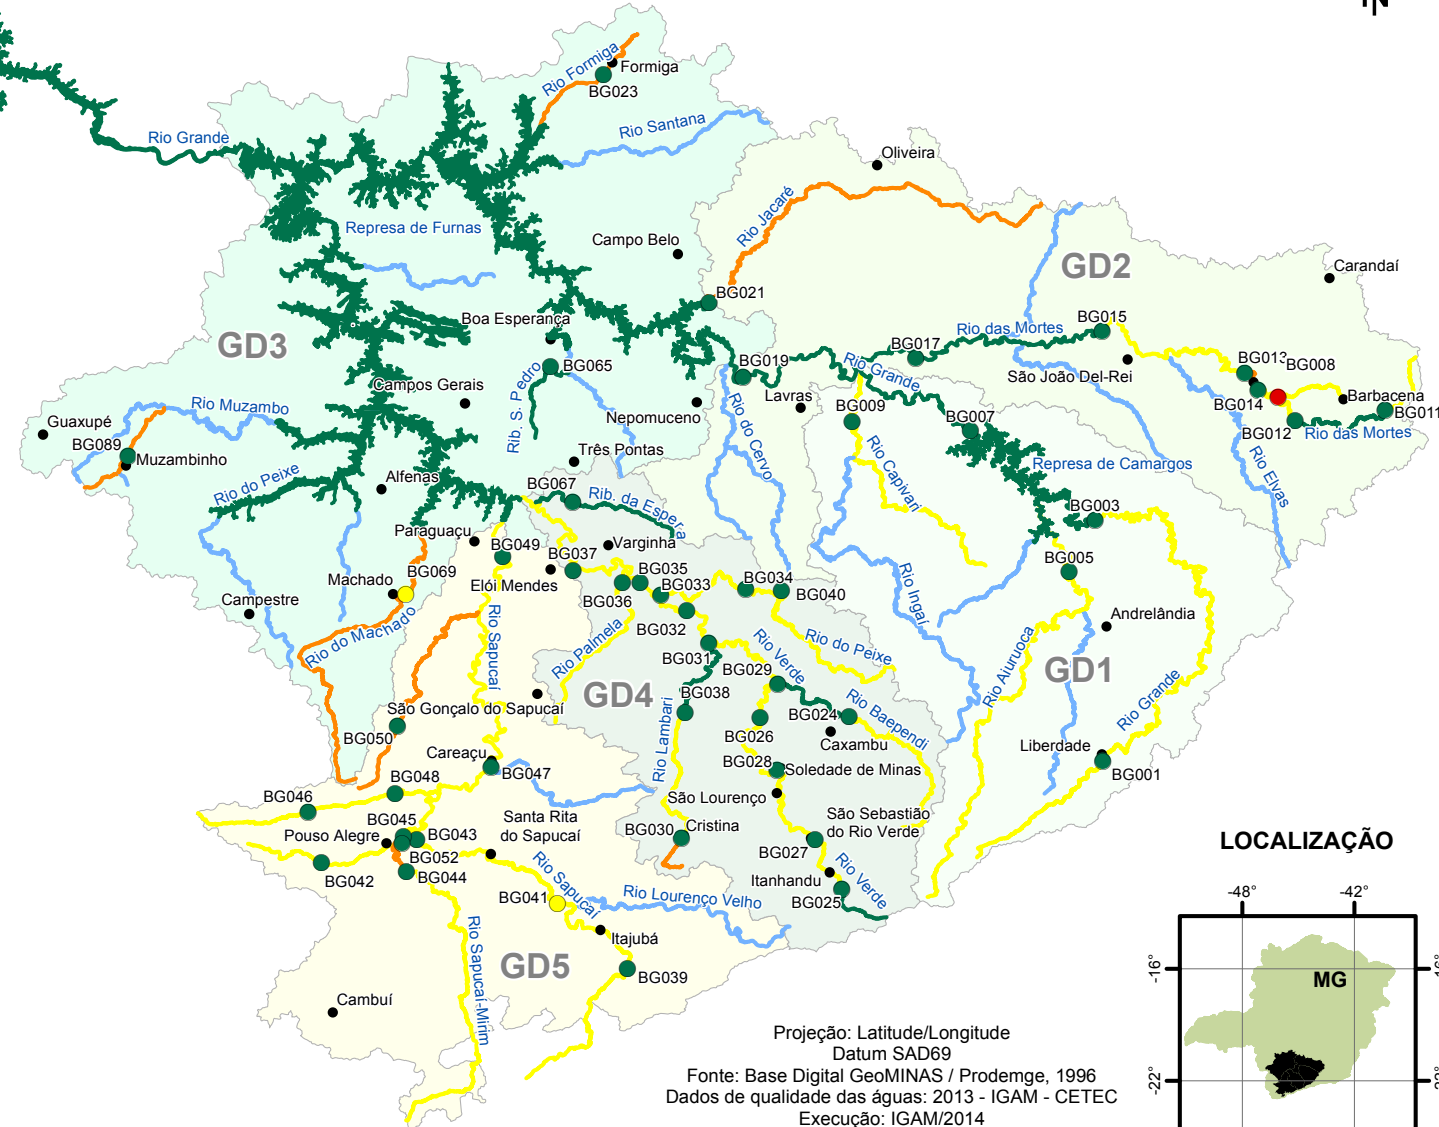 N
Rio Formiga
Formiga
BG023
Rio Grande
Rio Santana
Oliveira
Rio Jacaré
Represa de Furnas
Campo Belo
GD2
Carandaí
BG021
Boa Esperança
GD3
Rio das Mortes
BG015
BG017
BG019
Rio Grande
São João Del-Rei
BG013
BG008
BG065
Rib. S. Pedro
Campos Gerais
Nepomuceno
Lavras
BG009
BG007
BG014
Barbacena
BG011
BG012
Rio das Mortes
Guaxupé
Rio Muzambo
BG089
Muzambinho
Rio do Peixe
Alfenas
Três Pontas
BG067
Rib. da Espera
Rio do Cervo
Rio Capivari
Represa de Camargos
Rio Elvas
BG003
Paraguaçu
BG049
BG037
Varginha
BG005
Machado
BG069
Elói Mendes
BG035
BG033
BG034
BG040
BG036
Rio Ingaí
Campestre
Rio do Machado
Rio Sapucaí
Rio Palmela
BG032
BG031
Rio Verde
Rio do Peixe
Andrelândia
BG029
GD1
GD4
Rio Aiuruoca
Rio Grande
São Gonçalo do Sapucaí
BG038
BG024
Rio Baependi
BG050
BG026
Caxambu
Careaçu
Rio Lambari
Liberdade
BG047
BG028
Soledade de Minas
BG001
BG048
BG046
São Lourenço
BG045
Pouso Alegre
BG043
Santa Rita
do Sapucaí
BG030
Cristina
São Sebastião
do Rio Verde
BG052
BG042
BG044
BG027
Itanhandu
Rio Verde
BG025
Rio Sapucaí
BG041
Rio Lourenço Velho
Itajubá
GD5
BG039
Rio Sapucaí-Mirim
Cambuí
LOCALIZAÇÃO
-48°
-42°
-16°
-16°
MG
-22°
-22°
Projeção: Latitude/Longitude
Datum SAD69
Fonte: Base Digital GeoMINAS / Prodemge, 1996
Dados de qualidade das águas: 2013 - IGAM - CETEC
Execução: IGAM/2014